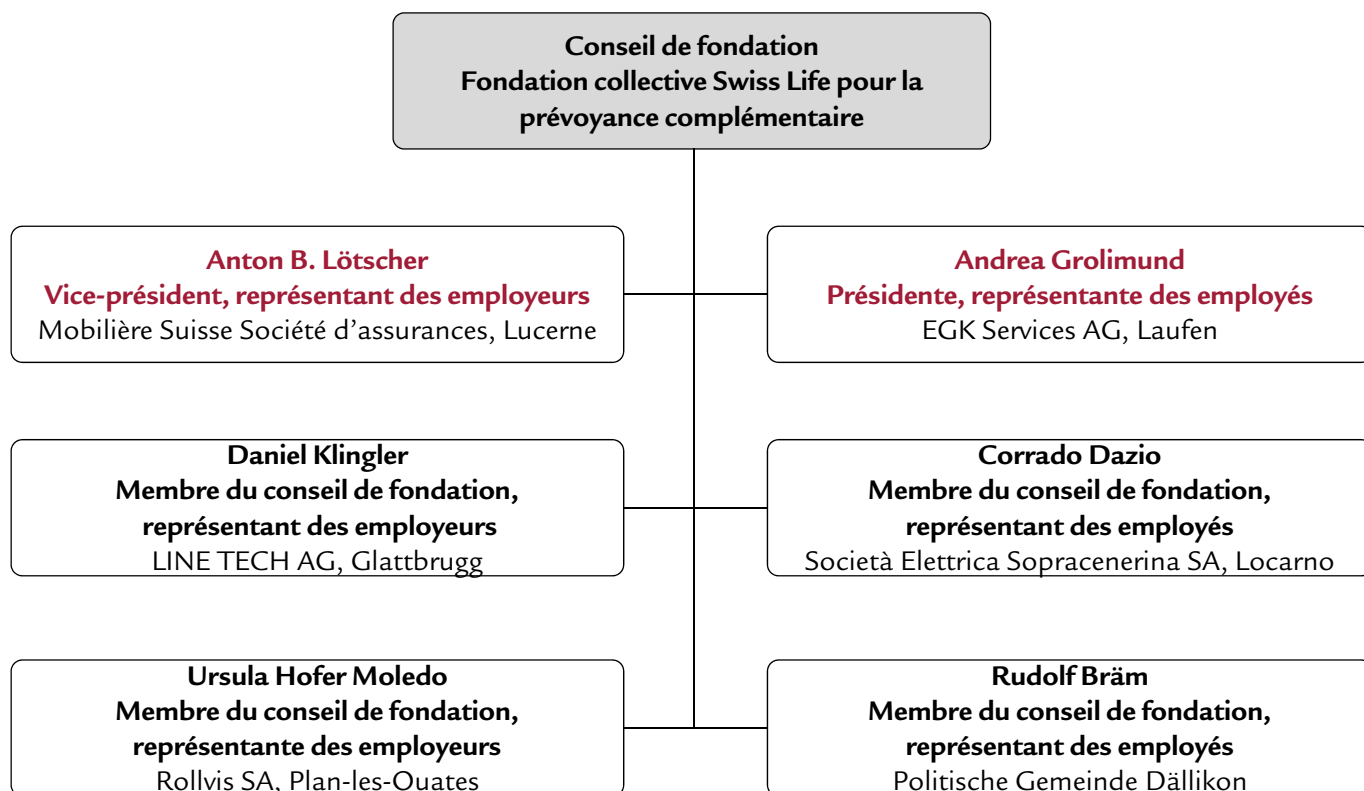 Conseil de fondation
Fondation collective Swiss Life pour la
prévoyance complémentaire
Anton B. Lötscher
Vice-président, représentant des employeurs
Mobilière Suisse Société d’assurances, Lucerne
Andrea Grolimund
Présidente, représentante des employés
EGK Services AG, Laufen
Daniel Klingler
Membre du conseil de fondation,
représentant des employeurs
LINE TECH AG, Glattbrugg
Corrado Dazio
Membre du conseil de fondation,
représentant des employés
Società Elettrica Sopracenerina SA, Locarno
Ursula Hofer Moledo
Membre du conseil de fondation,
représentante des employeurs
Rollvis SA, Plan-les-Ouates
Rudolf Bräm
Membre du conseil de fondation,
représentant des employés
Politische Gemeinde Dällikon